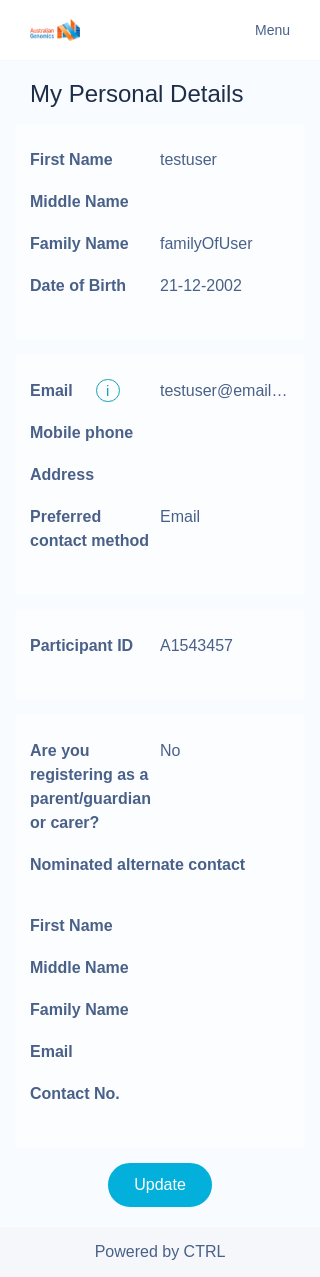 Australian
Genomics
Menu
My Personal Details
First Name testuser
Middle Name
Family Name familyOfUser
Date of Birth 21-12-2002
Email i testuser@email…
Mobile phone
Address
Preferred Email
contact method
Participant ID A1543457
Are you No
registering as a
parent/guardian
or carer?
Nominated alternate contact
First Name
Middle Name
Family Name
Email
Contact No.
Update
Powered by CTRL